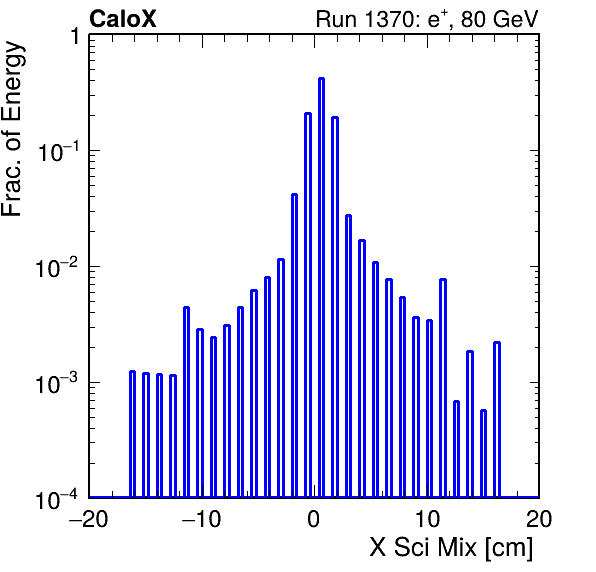 CaloX Run 1370: e⁺, 80 GeV
Frac. of Energy
1
10⁻¹
10⁻²
10⁻³
10⁻⁴
−20 −10 0 10 20
X Sci Mix [cm]